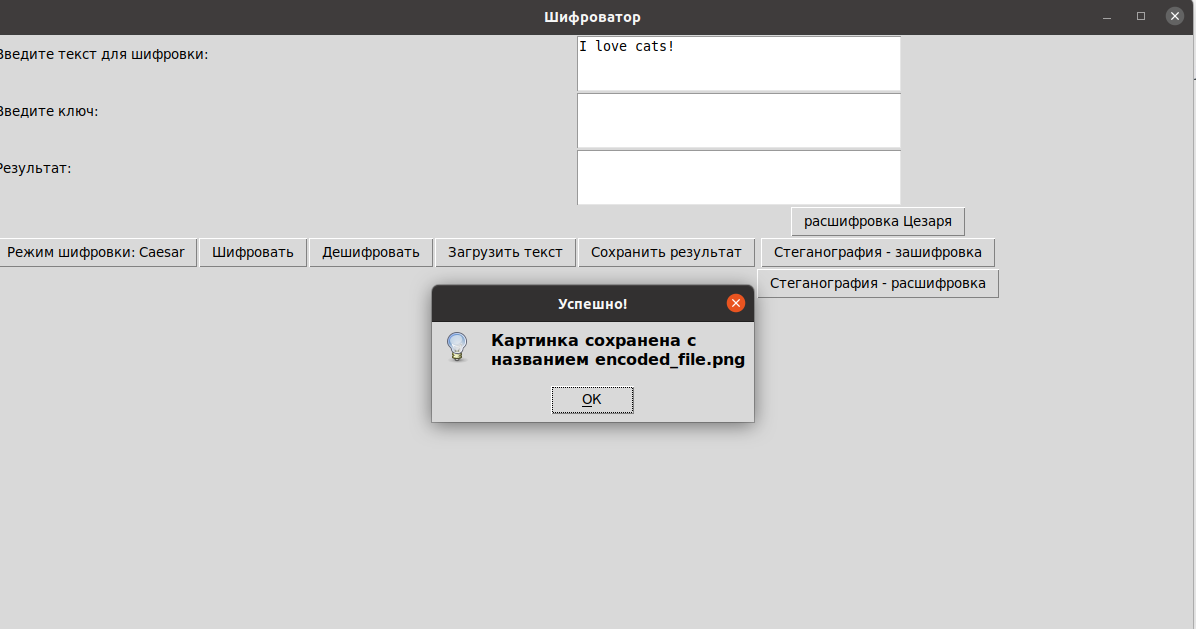 Шифроватор
Введите текст для шифровки:
I love cats!
Введите ключ:
Результат:
расшифровка Цезаря
Режим шифровки: Caesar
Шифровать
Дешифровать
Загрузить текст
Сохранить результат
Стеганография - зашифровка
Стеганография - расшифровка
Успешно!
Картинка сохранена с
названием encoded_file.png
OK